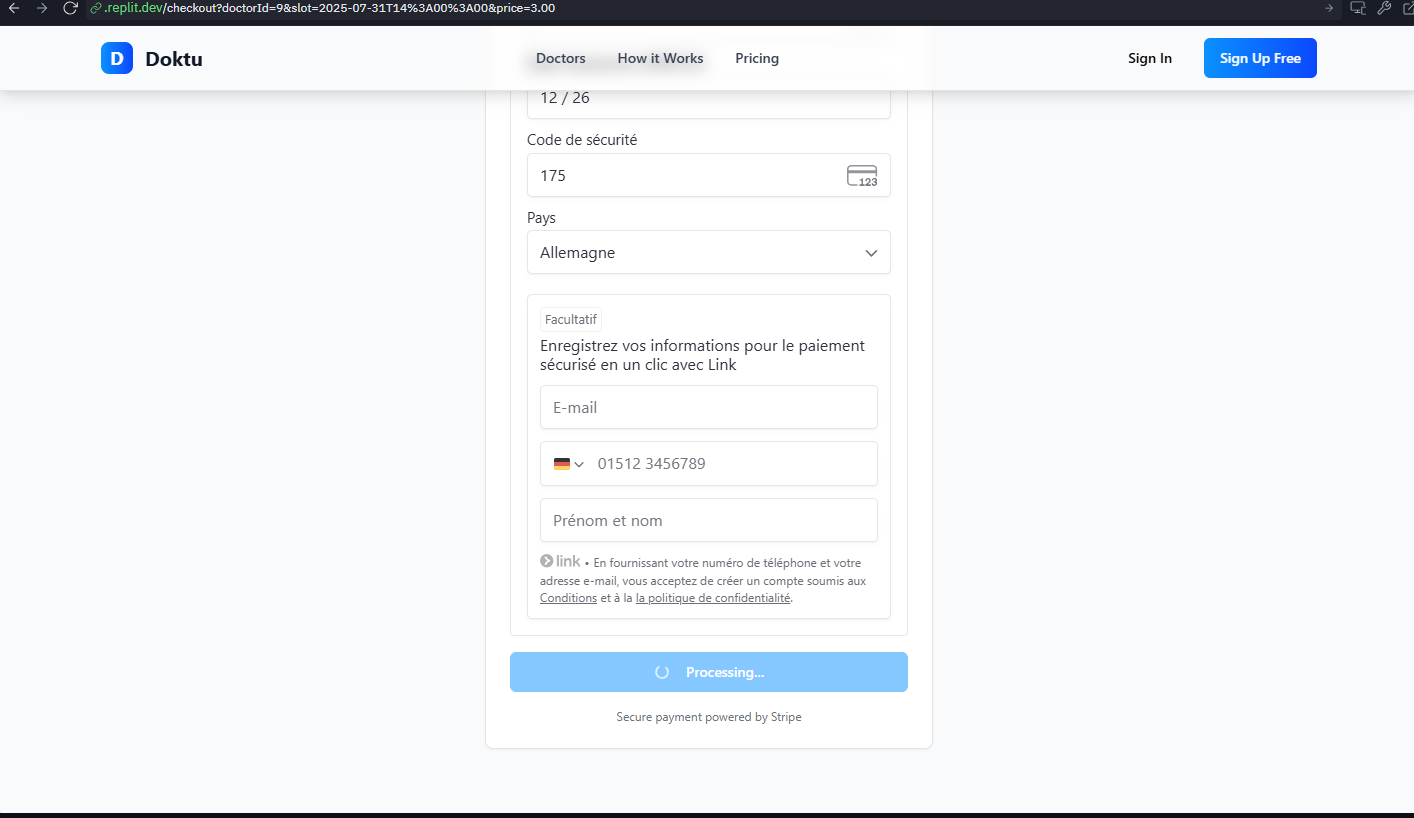 .replit.dev/checkout?doctorId=9&slot=2025-07-31T14%3A00%3A00&price=3.00
D Doktu Doctors How it Works Pricing Sign In Sign Up Free
12 / 26
Code de sécurité
175 123
Pays
Allemagne
Facultatif
Enregistrez vos informations pour le paiement
sécurisé en un clic avec Link
E-mail
01512 3456789
Prénom et nom
link • En fournissant votre numéro de téléphone et votre
adresse e-mail, vous acceptez de créer un compte soumis aux
Conditions et à la la politique de confidentialité.
Processing...
Secure payment powered by Stripe